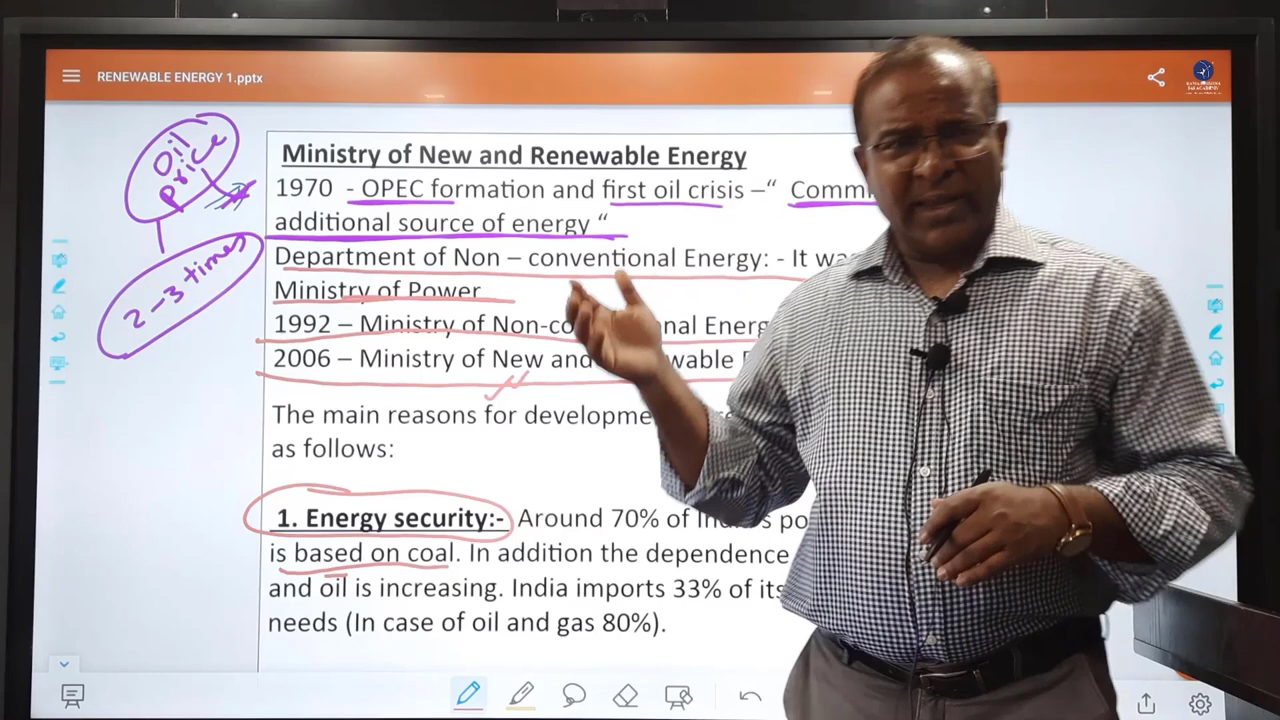 RENEWABLE ENERGY 1.pptx
Oil
Price
2-3 times
Ministry of New and Renewable Energy
1970 - OPEC formation and first oil crisis –“ Comm
additional source of energy “
Department of Non – conventional Energy: - It wa
Ministry of Power
1992 – Ministry of Non-co nal Energ
2006 – Ministry of New and wable
The main reasons for developme
as follows:
1. Energy security:- Around 70% of India's po
is based on coal. In addition the dependence
and oil is increasing. India imports 33% of its
needs (In case of oil and gas 80%).